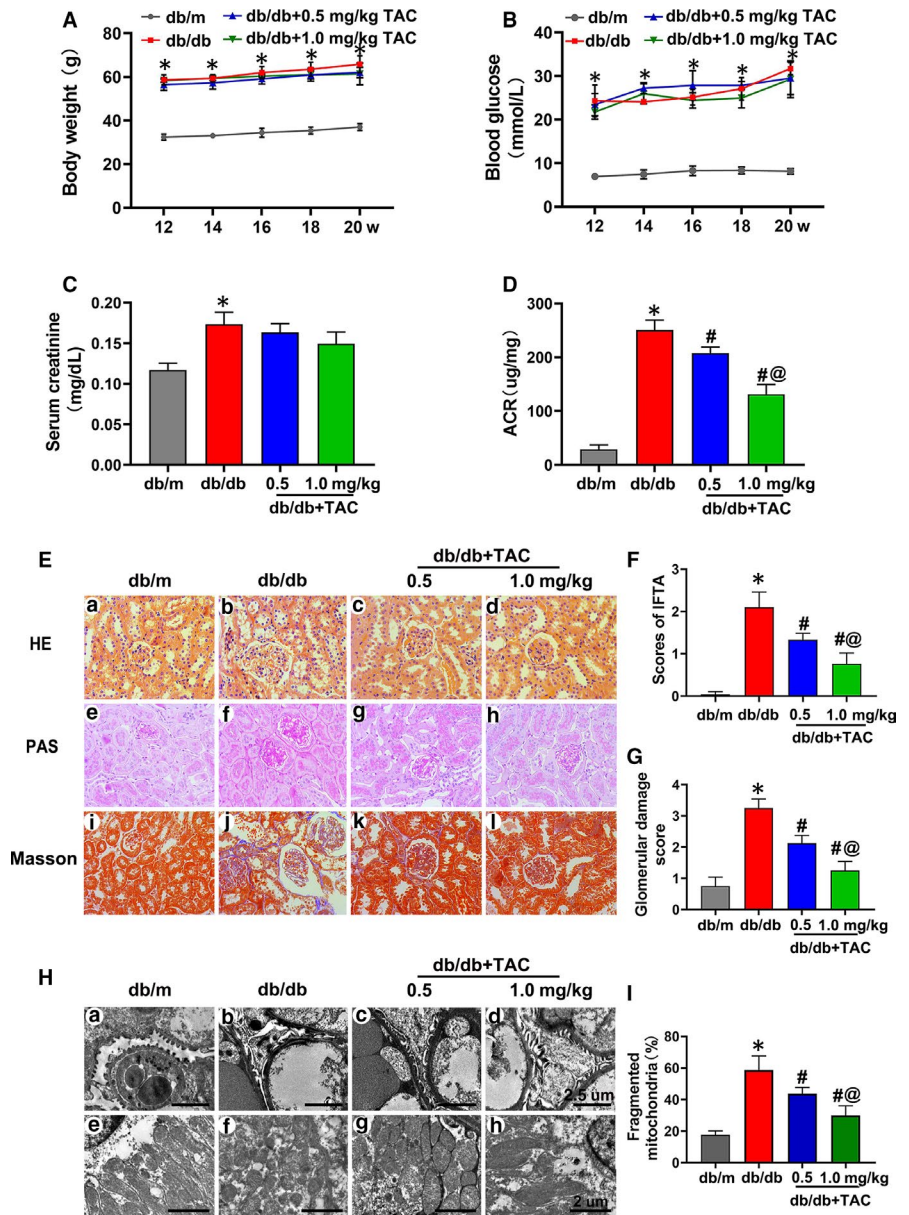 A
db/m
db/db+0.5 mg/kg TAC
db/db
db/db+1.0 mg/kg TAC
Body weight (g)
80
60
40
20
0
* * * * *
12 14 16 18 20 w
B
db/m
db/db+0.5 mg/kg TAC
db/db
db/db+1.0 mg/kg TAC
Blood glucose
(mmol/L)
40
30
20
10
0
* * * * *
12 14 16 18 20 w
C
Serum creatinine
(mg/dL)
0.20
0.15
0.10
0.05
0.00
*
db/m db/db 0.5 1.0 mg/kg
db/db+TAC
D
ACR(ug/mg)
300
200
100
0
* # #@
db/m db/db 0.5 1.0 mg/kg
db/db+TAC
E
db/db+TAC
db/m db/db 0.5 1.0 mg/kg
HE
a b c d
PAS
e f g h
Masson
i j k l
F
Scores of IFTA
3
2
1
0
* # #@
db/m db/db 0.5 1.0 mg/kg
db/db+TAC
G
Glomerular damage
score
4
3
2
1
0
* # #@
db/m db/db 0.5 1.0 mg/kg
db/db+TAC
H
db/db+TAC
db/m db/db 0.5 1.0 mg/kg
a b c d
2.5 um
e f g h
2 um
I
Fragmented
mitochondria(%)
80
60
40
20
0
* # #@
db/m db/db 0.5 1.0 mg/kg
db/db+TAC